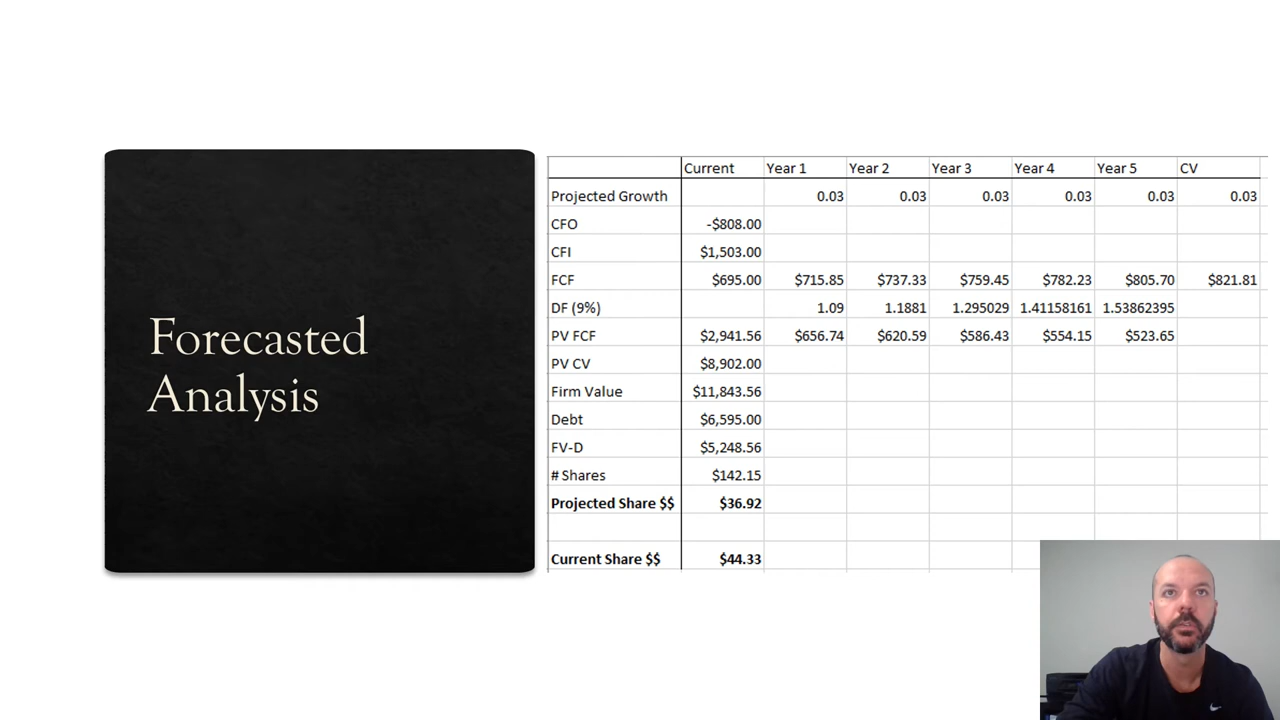 Forecasted
Analysis
Current Year 1 Year 2 Year 3 Year 4 Year 5 CV
Projected Growth 0.03 0.03 0.03 0.03 0.03 0.03
CFO -$808.00
CFI $1,503.00
FCF $695.00 $715.85 $737.33 $759.45 $782.23 $805.70 $821.81
DF (9%) 1.09 1.1881 1.295029 1.41158161 1.53862395
PV FCF $2,941.56 $656.74 $620.59 $586.43 $554.15 $523.65
PV CV $8,902.00
Firm Value $11,843.56
Debt $6,595.00
FV-D $5,248.56
# Shares $142.15
Projected Share $$ $36.92
Current Share $$ $44.33